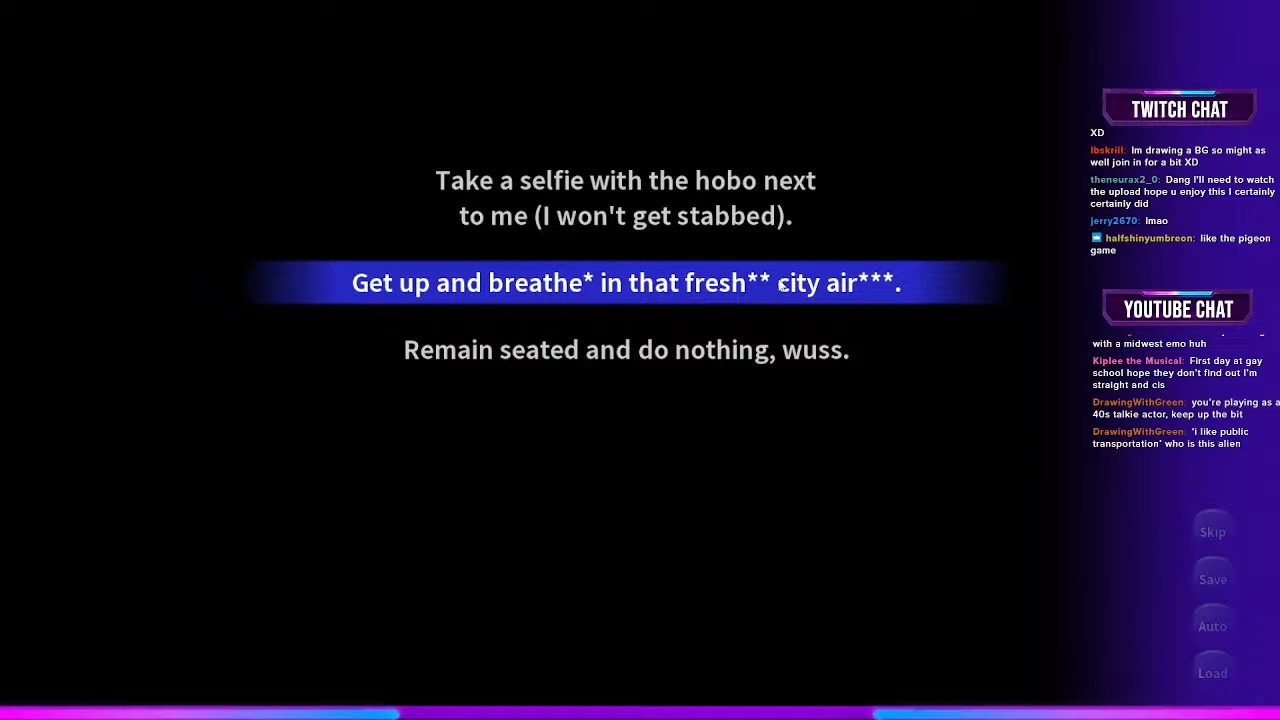 Take a selfie with the hobo next
to me (I won't get stabbed).
Get up and breathe* in that fresh** city air***.
Remain seated and do nothing, wuss.
TWITCH CHAT
XD
lbskrill: Im drawing a BG so might as
well join in for a bit XD
theneurax2_0: Dang I'll need to watch
the upload hope u enjoy this I certainly
certainly did
jerry2670: lmao
halfshinyumbreon: like the pigeon
game
YOUTUBE CHAT
with a midwest emo huh
Kiplee the Musical: First day at gay
school hope they don't find out I'm
straight and cis
DrawingWithGreen: you're playing as a
40s talkie actor, keep up the bit
DrawingWithGreen: *i like public
transportation* who is this alien
Skip
Save
Auto
Load